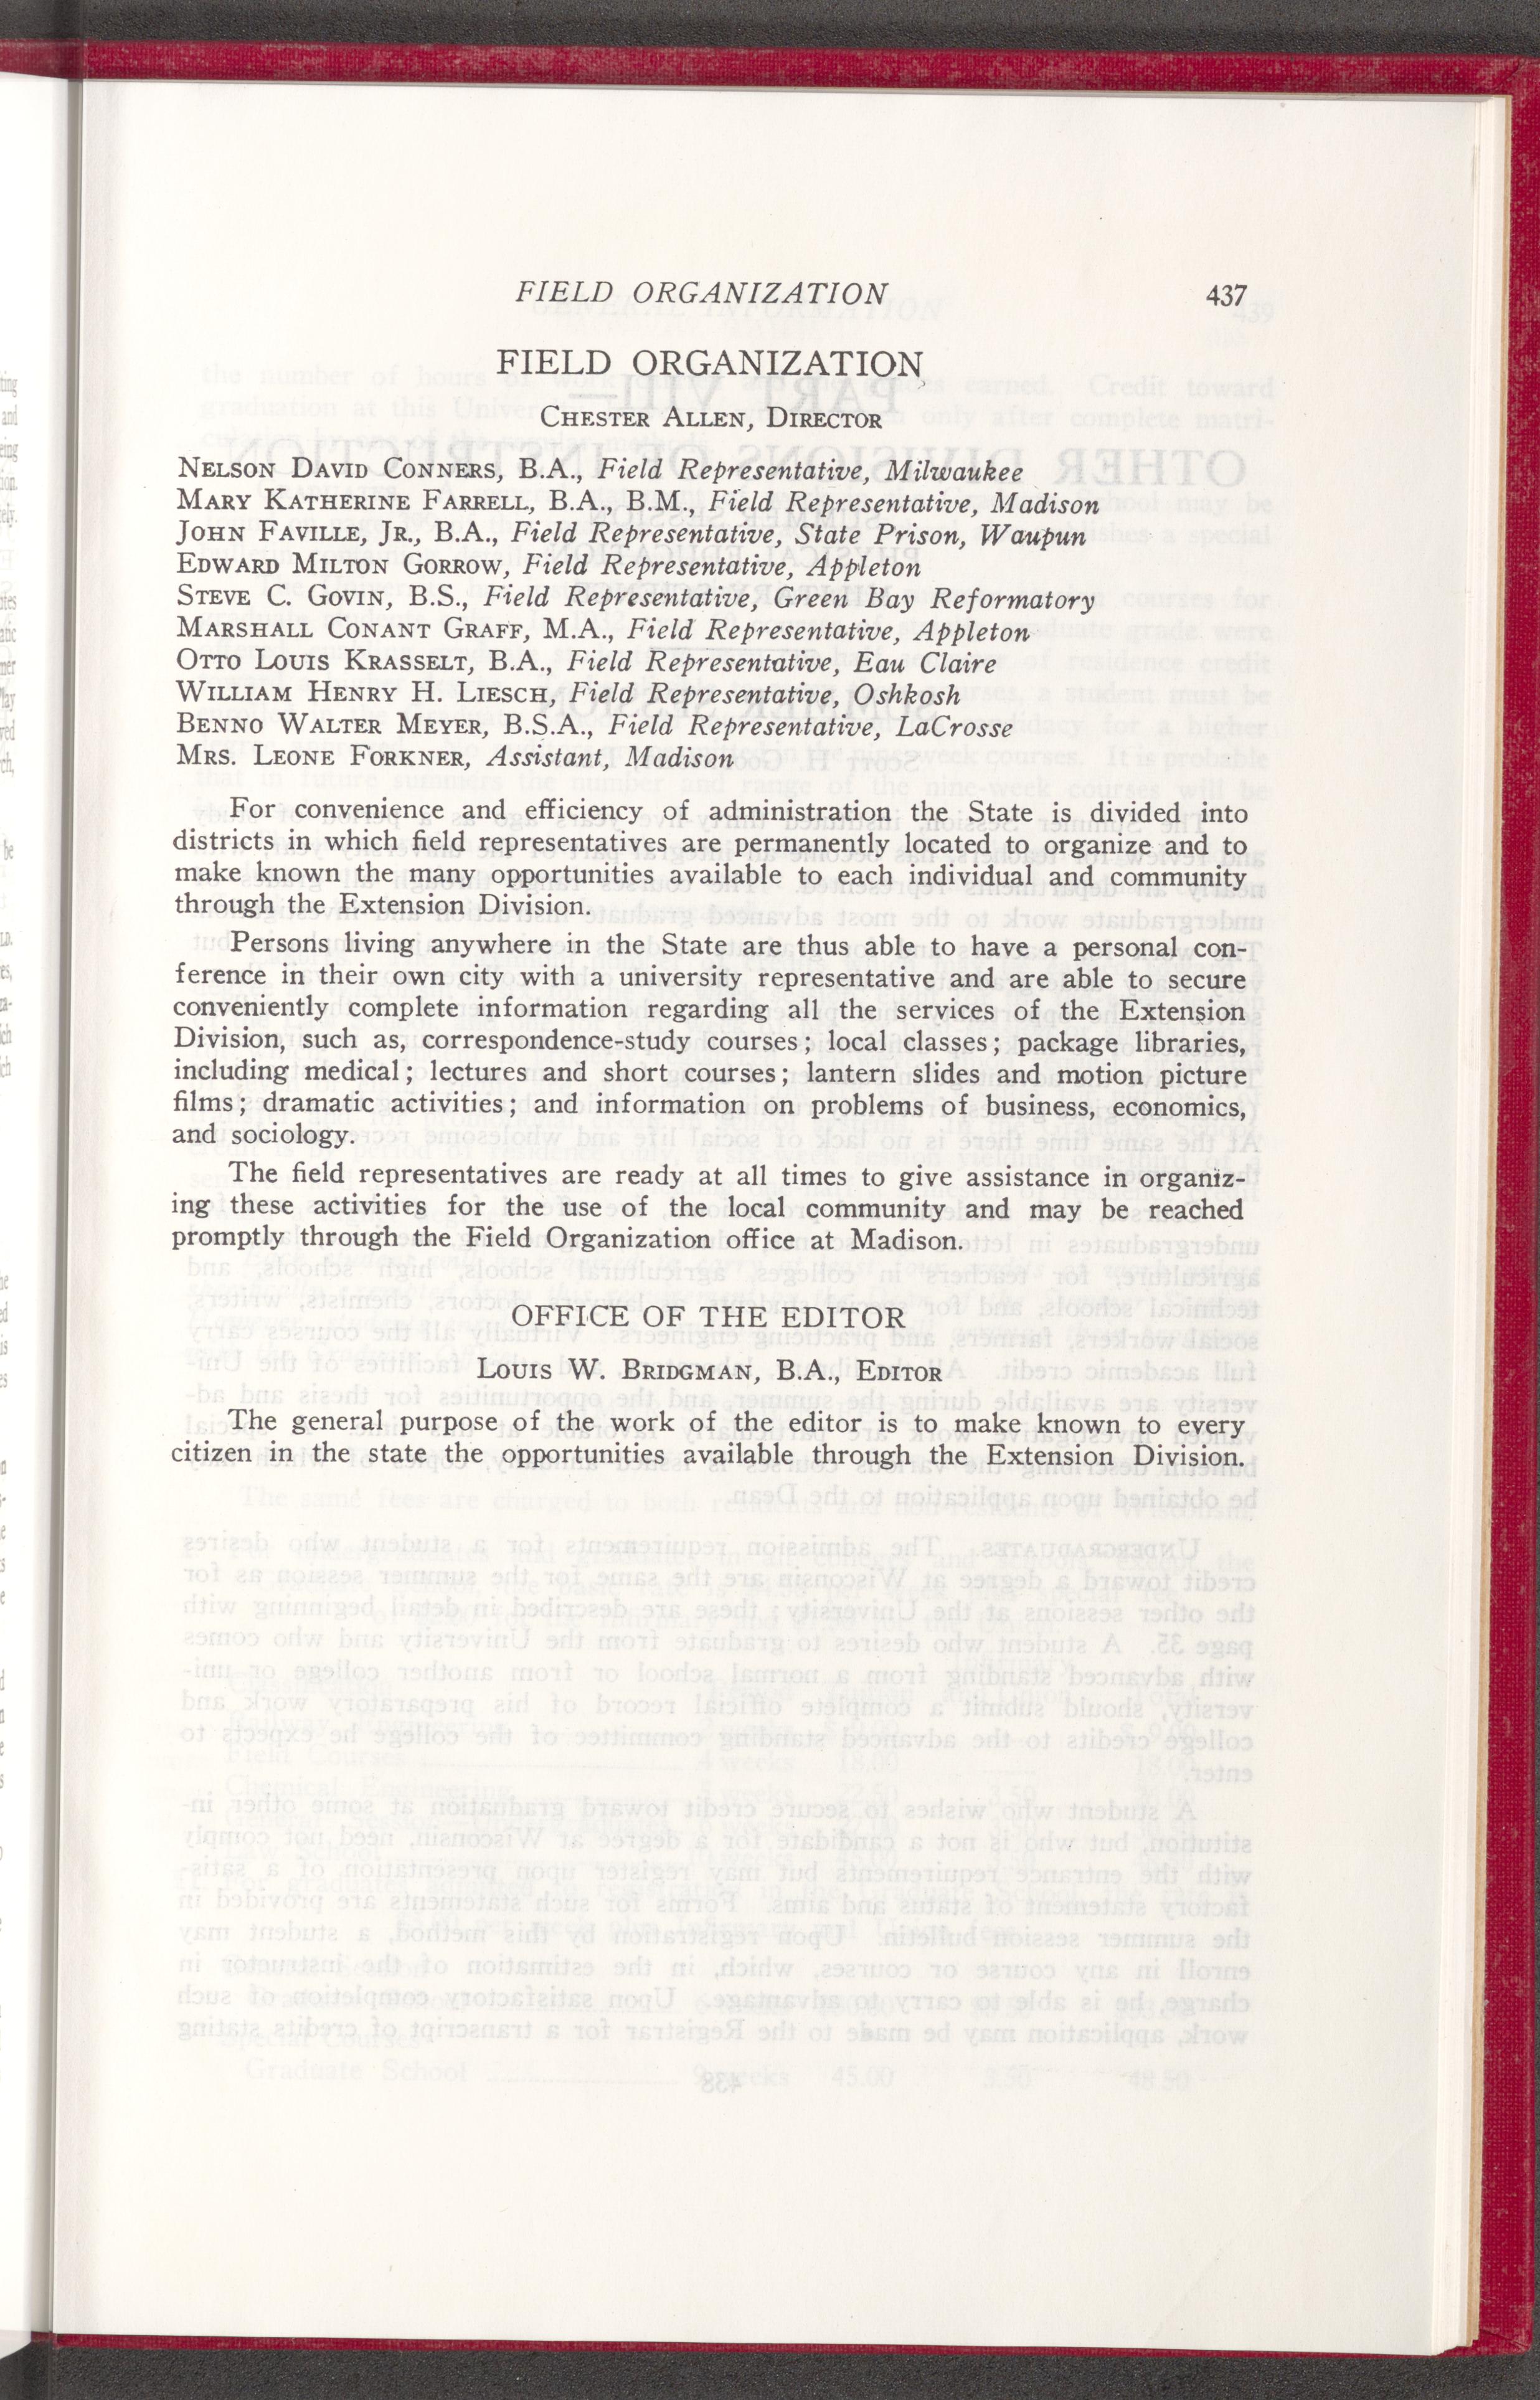 FIELD ORGANIZATION 437
FIELD ORGANIZATION
CHESTER ALLEN, DIRECTOR
NELSON DAVID CONNERS, B.A., Field Representative, Milwaukee
MARY KATHERINE FARRELL, B.A., B.M., Field Representative, Madison
JOHN FAVILLE, JR., B.A., Field Representative, State Prison, Waupun
EDWARD MILTON GORROW, Field Representative, Appleton
STEVE C. GOVIN, B.S., Field Representative, Green Bay Reformatory
MARSHALL CONANT GRAFF, M.A., Field Representative, Appleton
OTTO LOUIS KRASSELT, B.A., Field Representative, Eau Claire
WILLIAM HENRY H. LIESCH, Field Representative, Oshkosh
BENNO WALTER MEYER, B.S.A., Field Representative, LaCrosse
MRS. LEONE FORKNER, Assistant, Madison
For convenience and efficiency of administration the State is divided into
districts in which field representatives are permanently located to organize and to
make known the many opportunities available to each individual and community
through the Extension Division.
Persons living anywhere in the State are thus able to have a personal con-
ference in their own city with a university representative and are able to secure
conveniently complete information regarding all the services of the Extension
Division, such as, correspondence-study courses; local classes; package libraries,
including medical; lectures and short courses; lantern slides and motion picture
films; dramatic activities; and information on problems of business, economics,
and sociology.
The field representatives are ready at all times to give assistance in organiz-
ing these activities for the use of the local community and may be reached
promptly through the Field Organization office at Madison.
OFFICE OF THE EDITOR
LOUIS W. BRIDGMAN, B.A., EDITOR
The general purpose of the work of the editor is to make known to every
citizen in the state the opportunities available through the Extension Division.